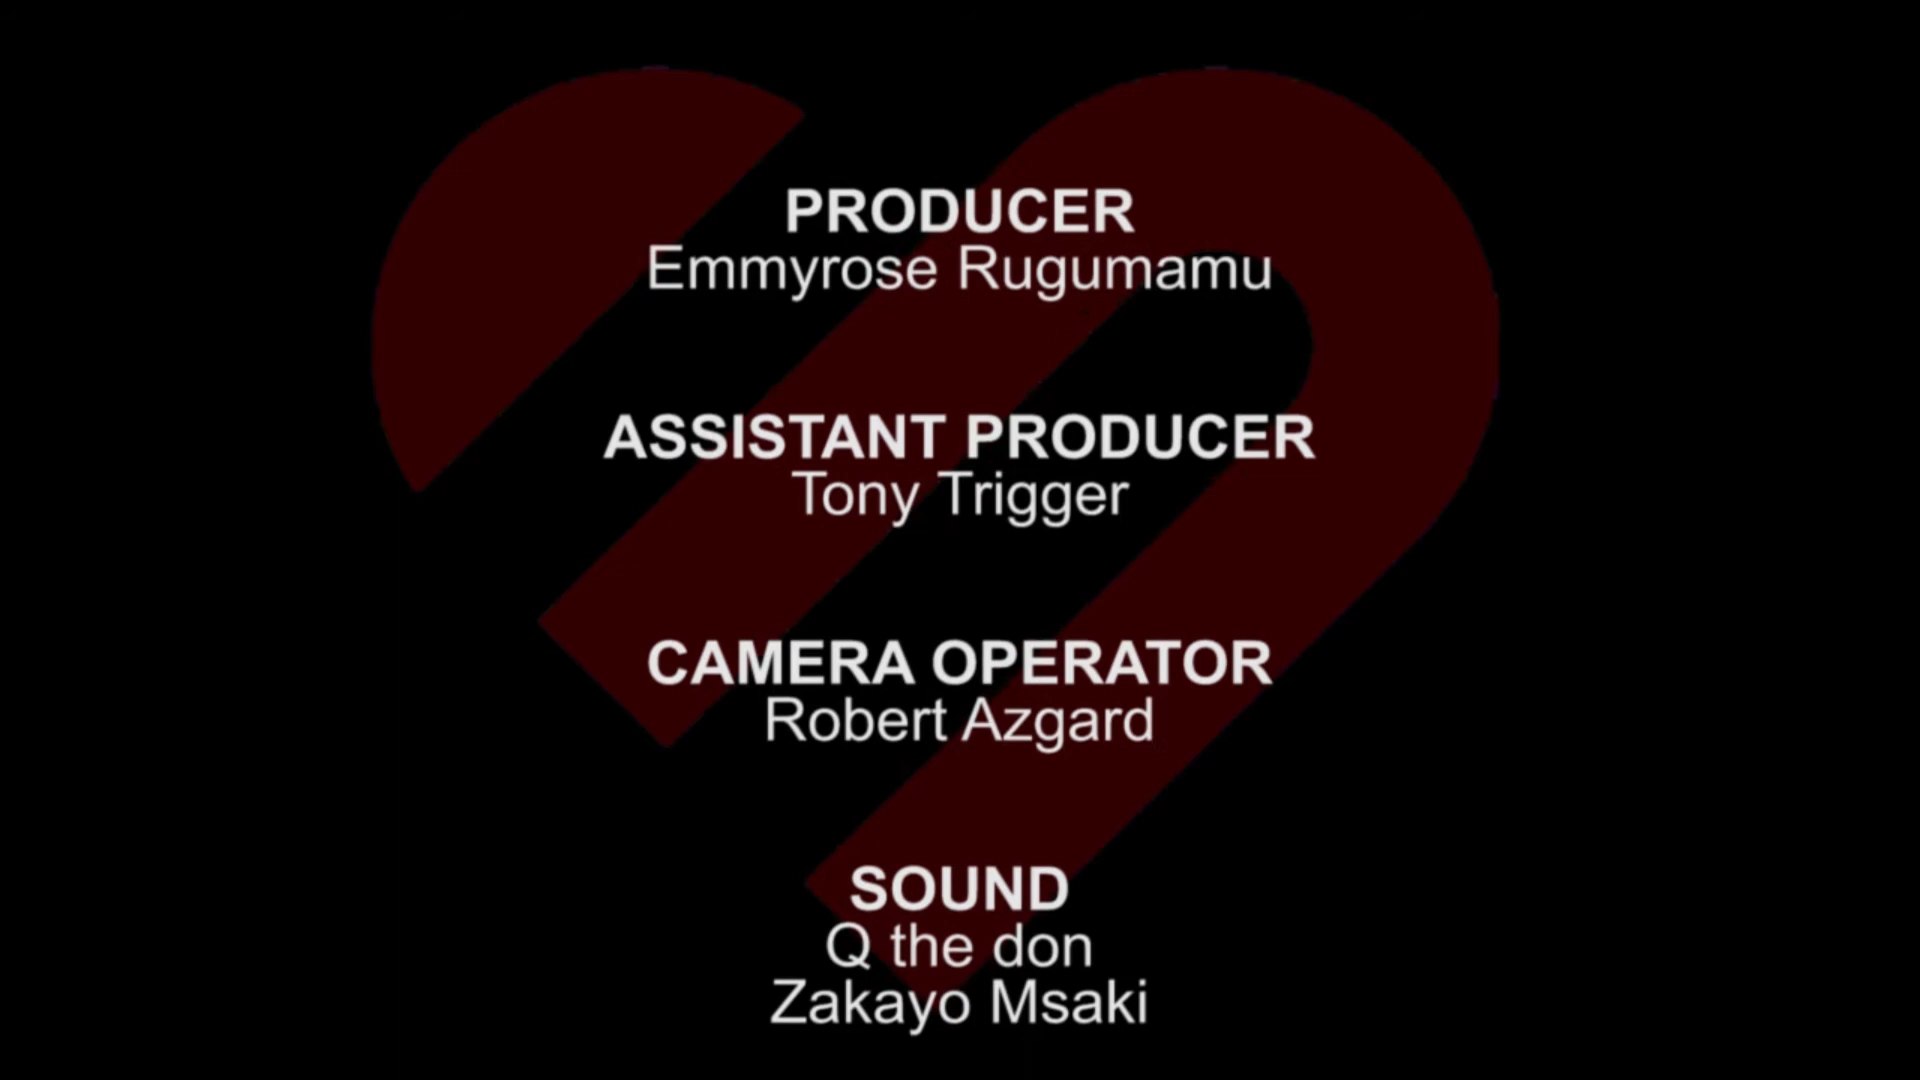 PRODUCER
Emmyrose Rugumamu
ASSISTANT PRODUCER
Tony Trigger
CAMERA OPERATOR
Robert Azgard
SOUND
Q the don
Zakayo Msaki